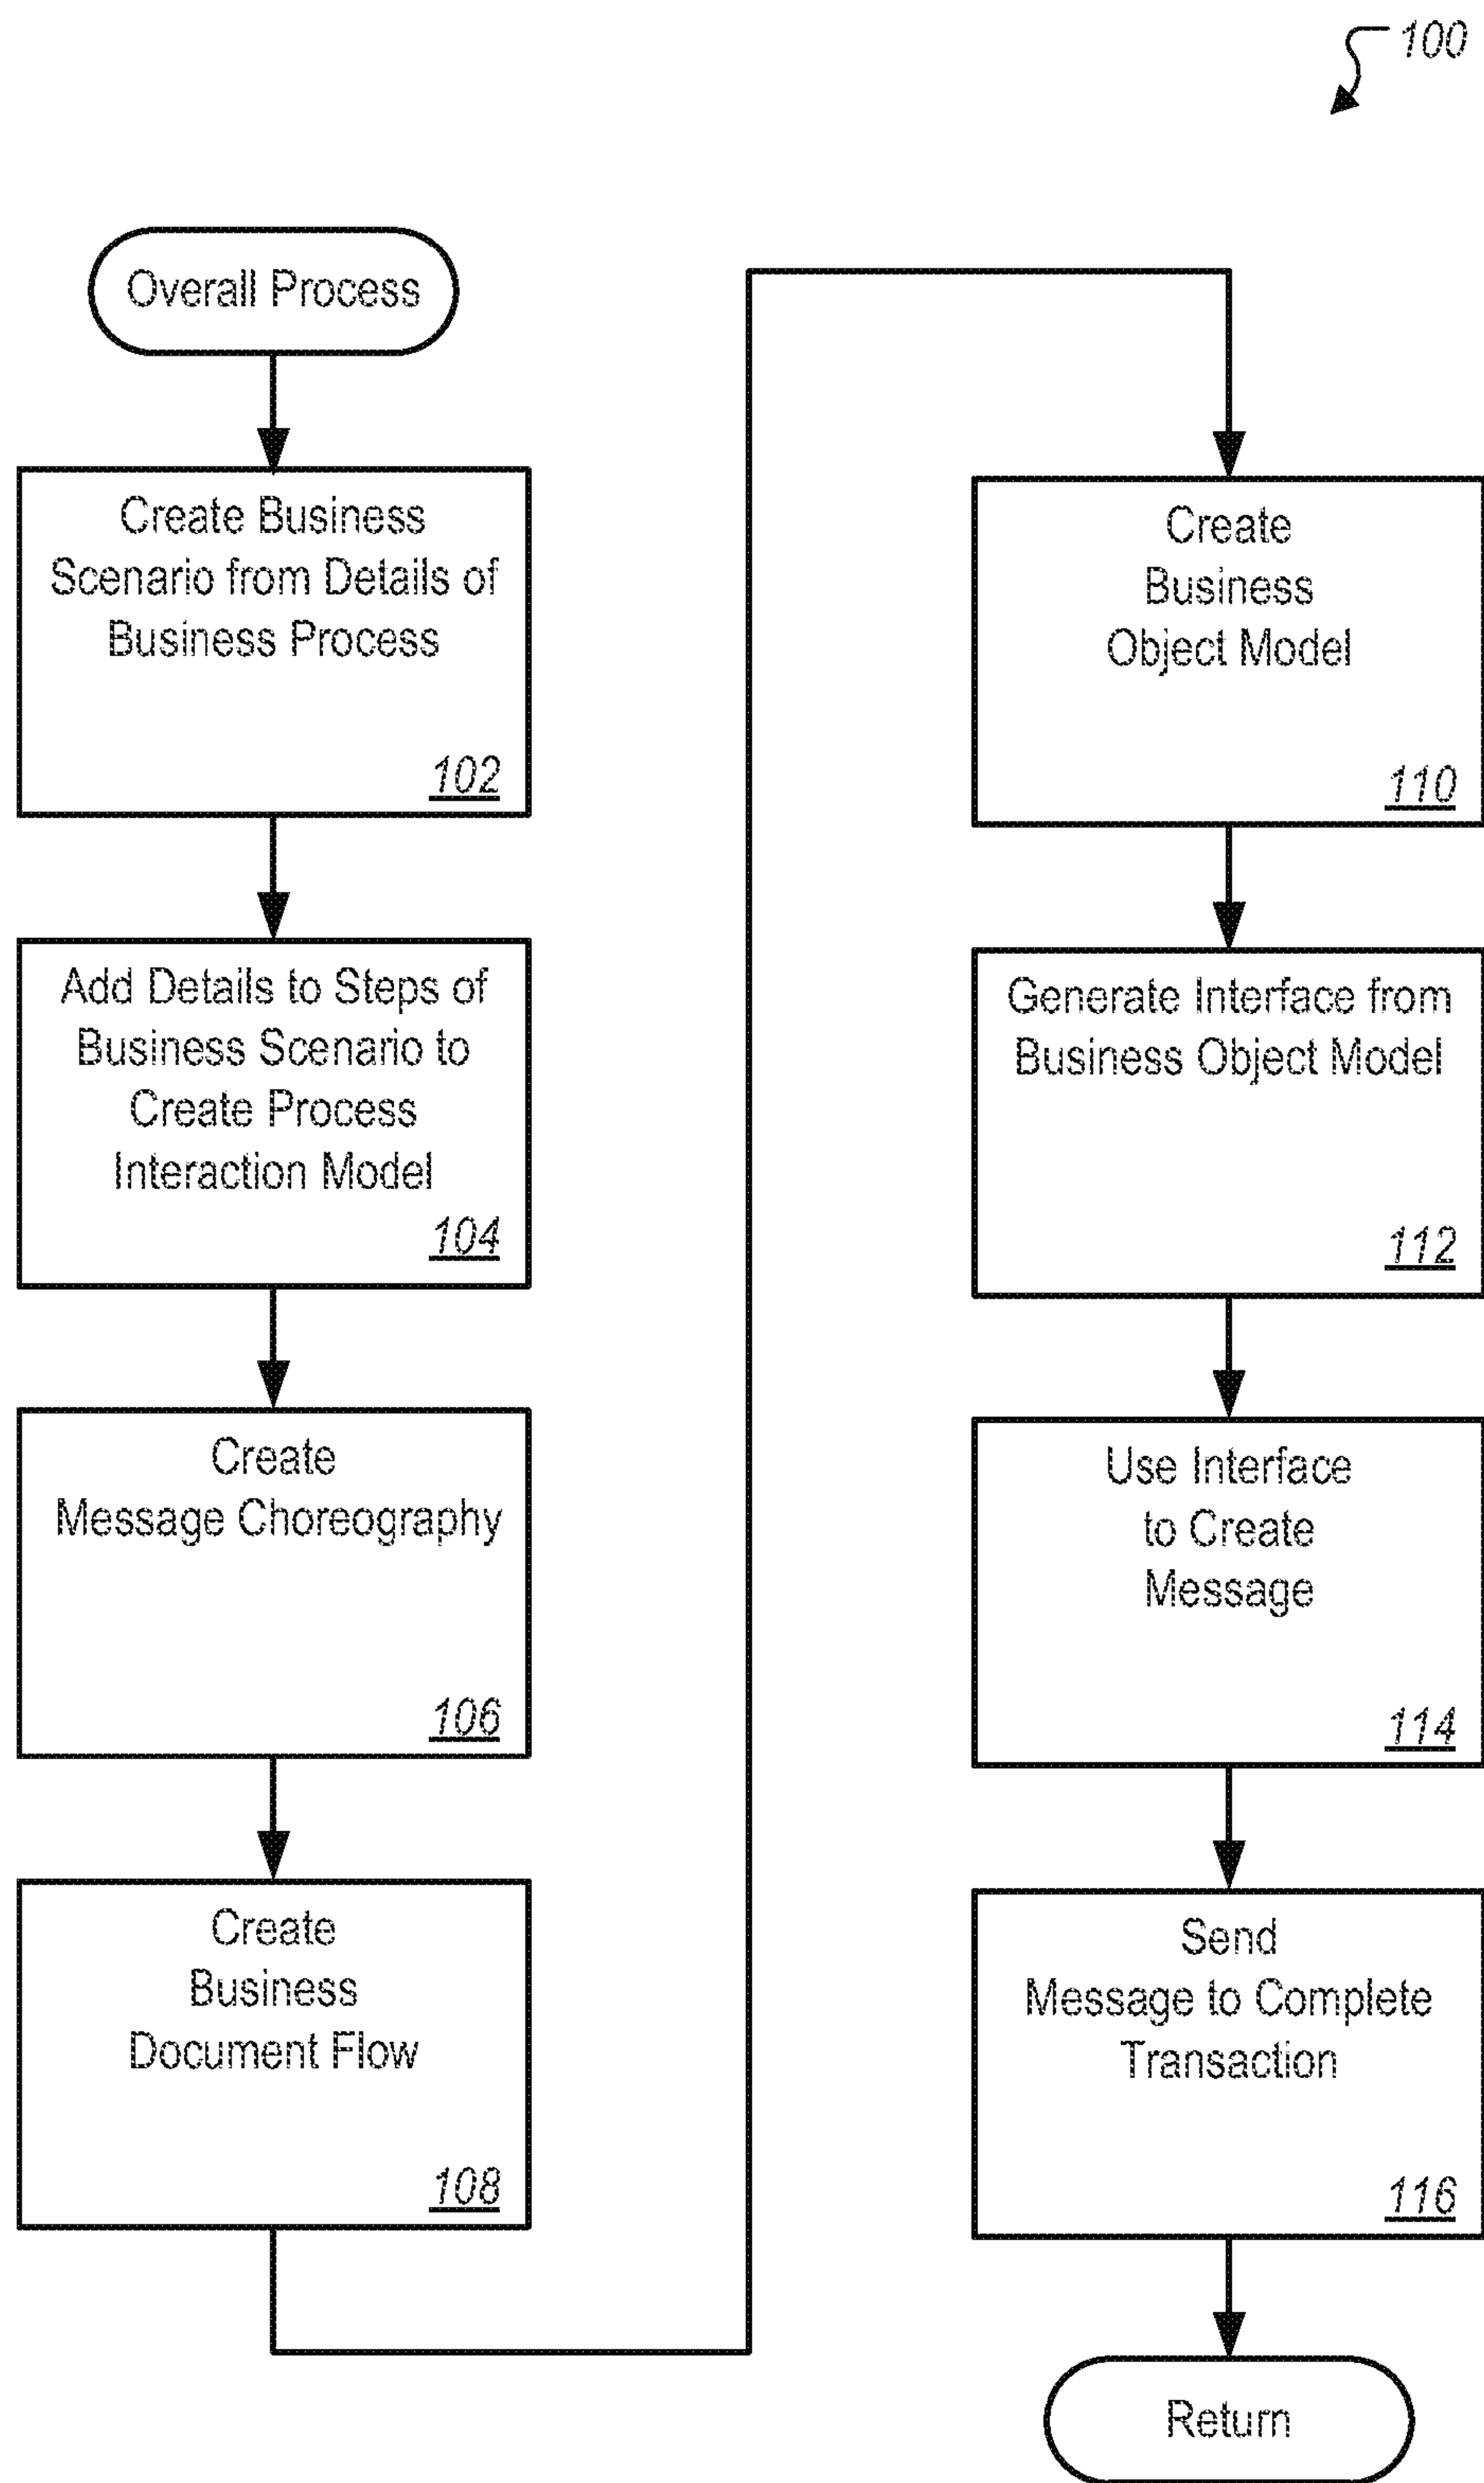 100
Overall Process
Create Business
Scenario from Details of
Business Process
102
Add Details to Steps of
Business Scenario to
Create Process
Interaction Model
104
Create
Message Choreography
106
Create
Business
Document Flow
108
Create
Business
Object Model
110
Generate Interface from
Business Object Model
112
Use Interface
to Create
Message
114
Send
Message to Complete
Transaction
116
Return